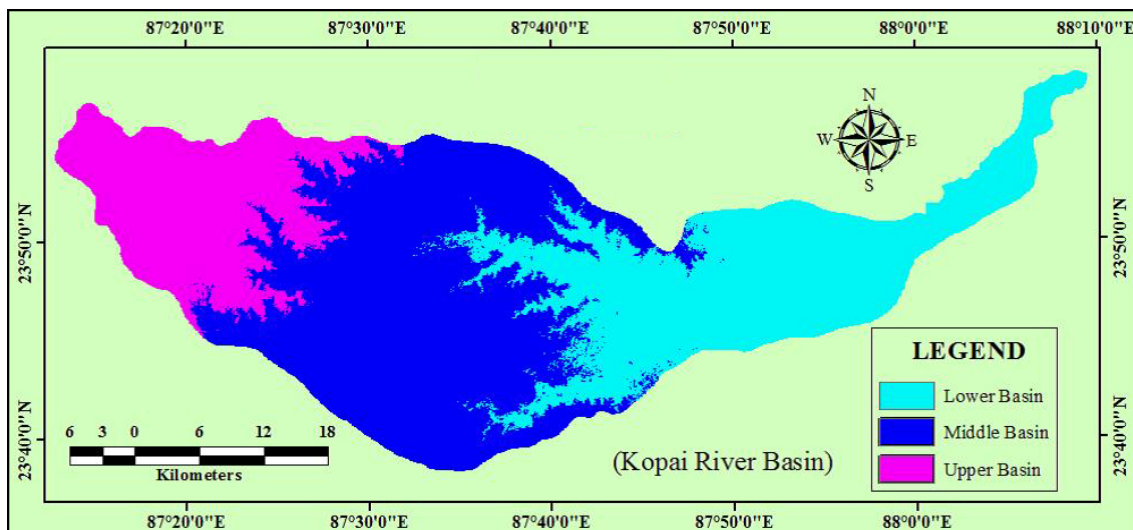 87°20'0"E 87°30'0"E 87°40'0"E 87°50'0"E 88°0'0"E 88°10'0"E
N
W E
S
23°50'0"N 23°50'0"N
LEGEND
Lower Basin
Middle Basin
Upper Basin
23°40'0"N 23°40'0"N
6 3 0 6 12 18
Kilometers
(Kopai River Basin)
87°20'0"E 87°30'0"E 87°40'0"E 87°50'0"E 88°0'0"E